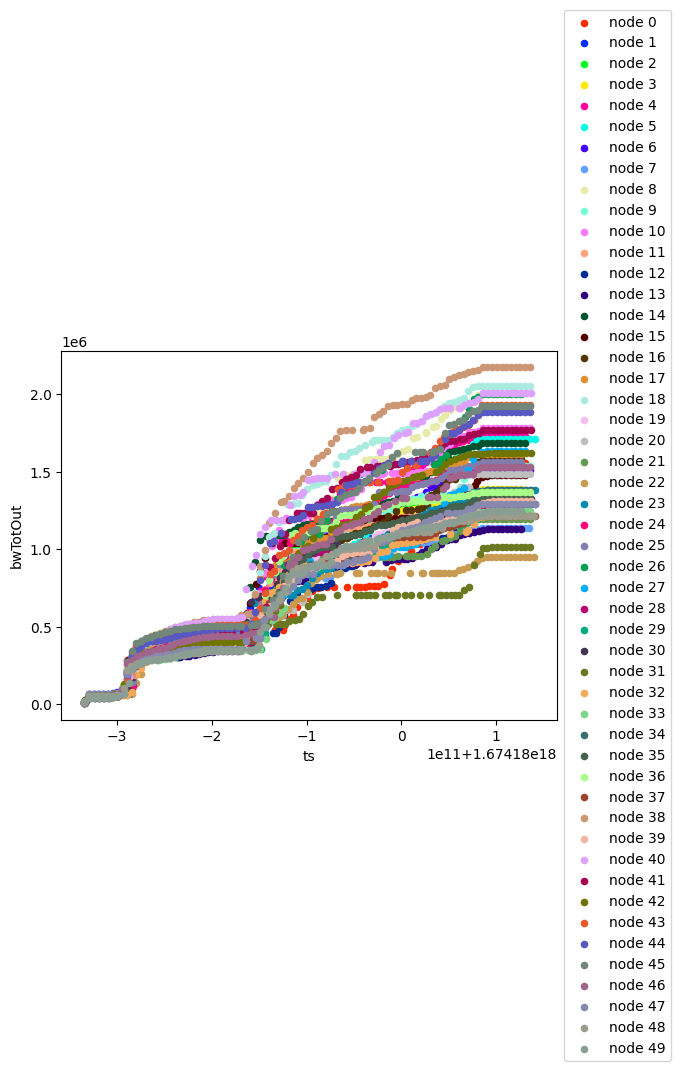 node 0
node 1
node 2
node 3
node 4
node 5
node 6
node 7
node 8
node 9
node 10
node 11
node 12
node 13
node 14
node 15
node 16
node 17
node 18
node 19
node 20
node 21
node 22
node 23
node 24
node 25
node 26
node 27
node 28
node 29
node 30
node 31
node 32
node 33
node 34
node 35
node 36
node 37
node 38
node 39
node 40
node 41
node 42
node 43
node 44
node 45
node 46
node 47
node 48
node 49
1e6
2.0
1.5
1.0
0.5
0.0
bwTotOut
−3 −2 −1 0 1
ts
1e11+1.67418e18